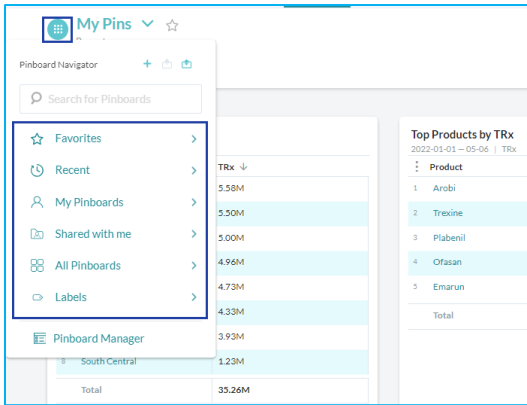 My Pins
Pinboard Navigator
Search for Pinboards
Favorites
Recent
My Pinboards
Shared with me
All Pinboards
Labels
Pinboard Manager
TRx ↓
5.58M
5.50M
5.00M
4.96M
4.73M
4.33M
3.93M
8 South Central 1.23M
Total 35.26M
Top Products by TRx
2022-01-01 — 05-06 | TRx
Product
1 Arobi
2 Trexine
3 Plabenil
4 Ofasan
5 Emarun
Total